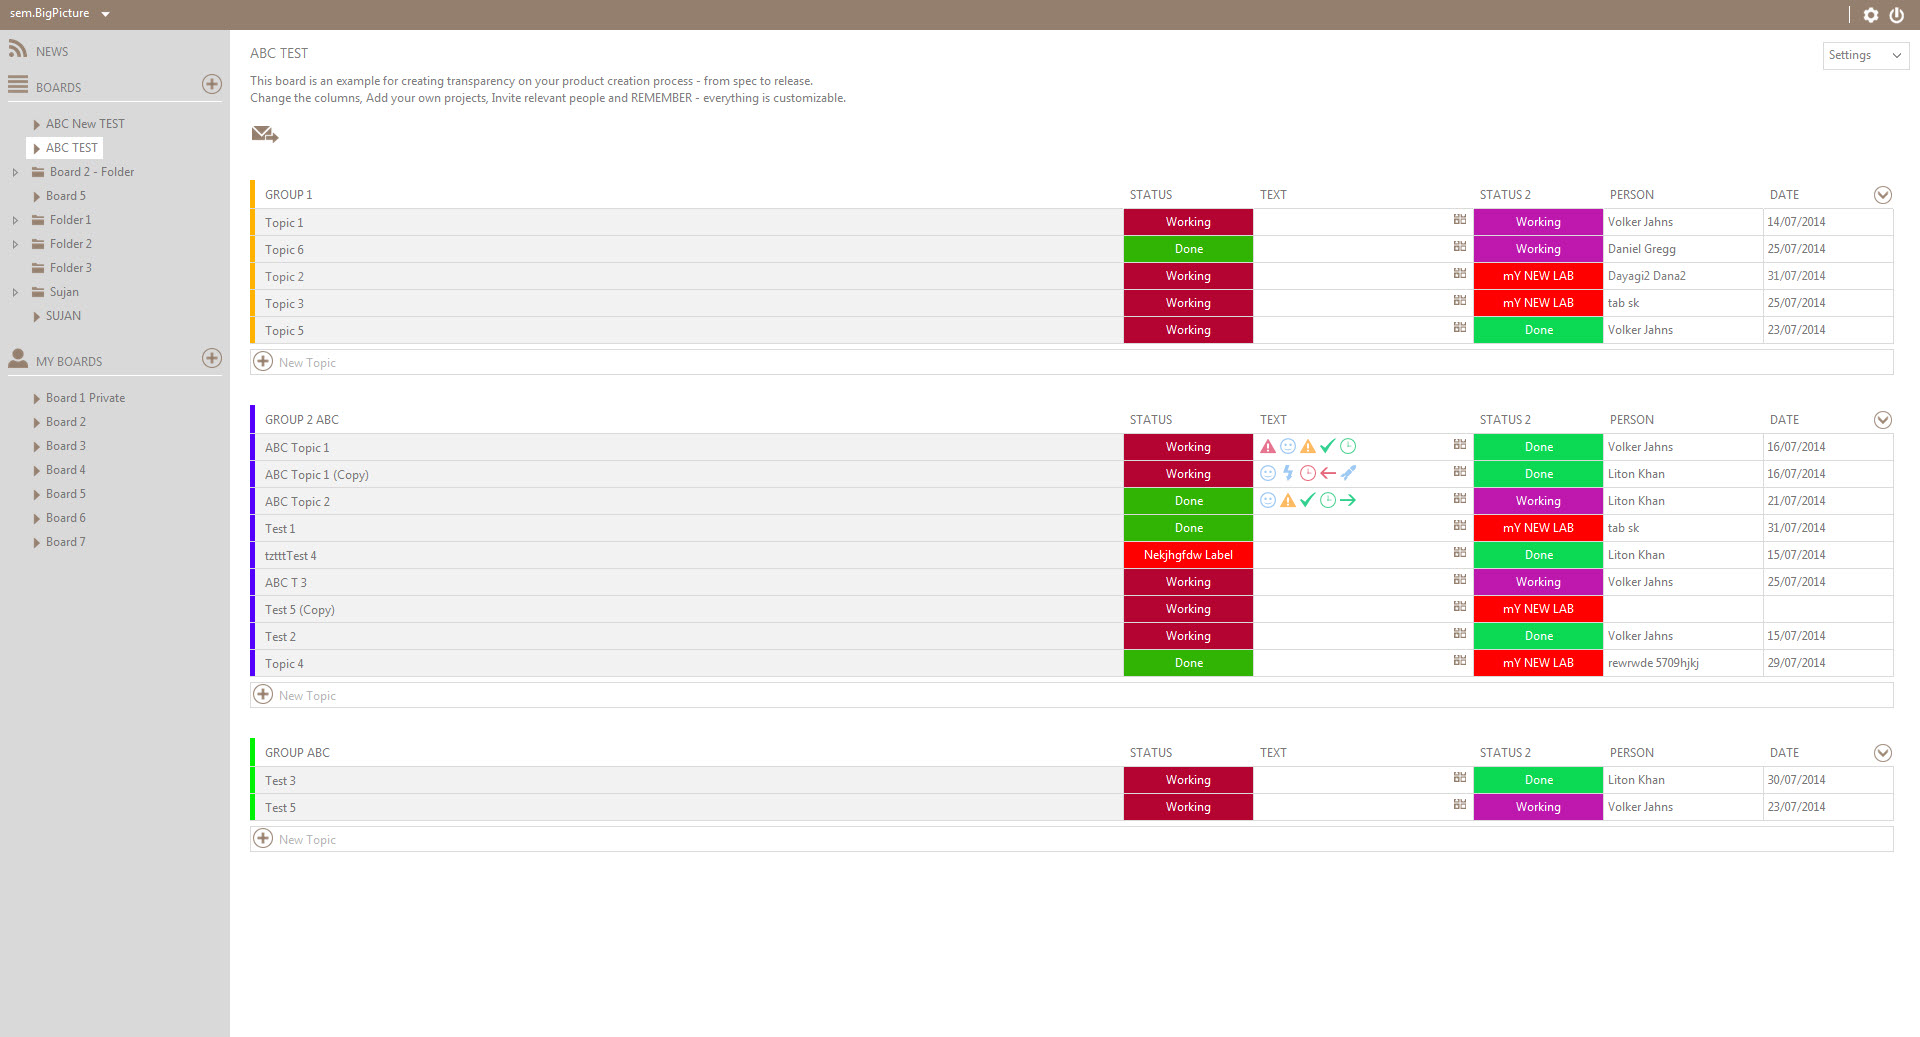 sem.BigPicture
NEWS
BOARDS
ABC New TEST
ABC TEST
Board 2 - Folder
Board 5
Folder 1
Folder 2
Folder 3
Sujan
SUJAN
MY BOARDS
Board 1 Private
Board 2
Board 3
Board 4
Board 5
Board 6
Board 7
ABC TEST
Settings
This board is an example for creating transparency on your product creation process - from spec to release.
Change the columns, Add your own projects, Invite relevant people and REMEMBER - everything is customizable.
GROUP 1 STATUS TEXT STATUS 2 PERSON DATE
Topic 1 Working Working Volker Jahns 14/07/2014
Topic 6 Done Working Daniel Gregg 25/07/2014
Topic 2 Working mY NEW LAB Dayagi2 Dana2 31/07/2014
Topic 3 Working mY NEW LAB tab sk 25/07/2014
Topic 5 Working Done Volker Jahns 23/07/2014
New Topic
GROUP 2 ABC STATUS TEXT STATUS 2 PERSON DATE
ABC Topic 1 Working Done Volker Jahns 16/07/2014
ABC Topic 1 (Copy) Working Done Liton Khan 16/07/2014
ABC Topic 2 Done Working Liton Khan 21/07/2014
Test 1 Done mY NEW LAB tab sk 31/07/2014
tztttTest 4 Nekjhgfdw Label Done Liton Khan 15/07/2014
ABC T 3 Working Working Volker Jahns 25/07/2014
Test 5 (Copy) Working mY NEW LAB
Test 2 Working Done Volker Jahns 15/07/2014
Topic 4 Done mY NEW LAB rewrwde 5709hjkj 29/07/2014
New Topic
GROUP ABC STATUS TEXT STATUS 2 PERSON DATE
Test 3 Working Done Liton Khan 30/07/2014
Test 5 Working Working Volker Jahns 23/07/2014
New Topic